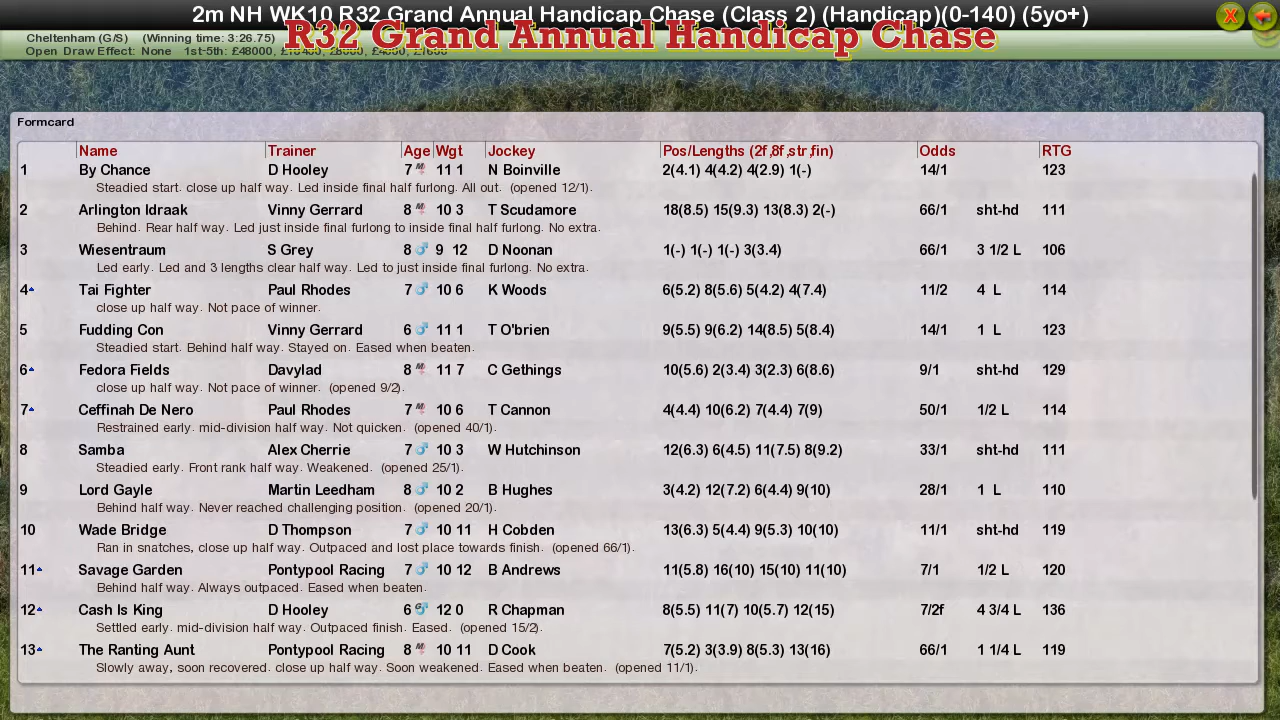 2m NH WK10 R32 Grand Annual Handicap Chase (Class 2) (Handicap)(0-140) (5yo+)
R32 Grand Annual Handicap Chase
Cheltenham (G/S) (Winning time: 3:26.75)
Open Draw Effect: None 1st-5th: £48000,
Formcard
Name Trainer Age Wgt Jockey Pos/Lengths (2f,8f,str,fin) Odds RTG
1 By Chance D Hooley 7 11 1 N Boinville 2(4.1) 4(4.2) 4(2.9) 1(-) 14/1 123
Steadied start. close up half way. Led inside final half furlong. All out. (opened 12/1).
2 Arlington Idraak Vinny Gerrard 8 10 3 T Scudamore 18(8.5) 15(9.3) 13(8.3) 2(-) 66/1 sht-hd 111
Behind. Rear half way. Led just inside final furlong to inside final half furlong. No extra.
3 Wiesentraum S Grey 8 9 12 D Noonan 1(-) 1(-) 1(-) 3(3.4) 66/1 3 1/2 L 106
Led early. Led and 3 lengths clear half way. Led to just inside final furlong. No extra.
4 Tai Fighter Paul Rhodes 7 10 6 K Woods 6(5.2) 8(5.6) 5(4.2) 4(7.4) 11/2 4 L 114
close up half way. Not pace of winner.
5 Fudding Con Vinny Gerrard 6 11 1 T O'brien 9(5.5) 9(6.2) 14(8.5) 5(8.4) 14/1 1 L 123
Steadied start. Behind half way. Stayed on. Eased when beaten.
6 Fedora Fields Davylad 8 11 7 C Gethings 10(5.6) 2(3.4) 3(2.3) 6(8.6) 9/1 sht-hd 129
close up half way. Not pace of winner. (opened 9/2).
7 Ceffinah De Nero Paul Rhodes 7 10 6 T Cannon 4(4.4) 10(6.2) 7(4.4) 7(9) 50/1 1/2 L 114
Restrained early. mid-division half way. Not quicken. (opened 40/1).
8 Samba Alex Cherrie 7 10 3 W Hutchinson 12(6.3) 6(4.5) 11(7.5) 8(9.2) 33/1 sht-hd 111
Steadied early. Front rank half way. Weakened. (opened 25/1).
9 Lord Gayle Martin Leedham 8 10 2 B Hughes 3(4.2) 12(7.2) 6(4.4) 9(10) 28/1 1 L 110
Behind half way. Never reached challenging position. (opened 20/1).
10 Wade Bridge D Thompson 7 10 11 H Cobden 13(6.3) 5(4.4) 9(5.3) 10(10) 11/1 sht-hd 119
Ran in snatches, close up half way. Outpaced and lost place towards finish. (opened 66/1).
11 Savage Garden Pontypool Racing 7 10 12 B Andrews 11(5.8) 16(10) 15(10) 11(10) 7/1 1/2 L 120
Behind half way. Always outpaced. Eased when beaten.
12 Cash Is King D Hooley 6 12 0 R Chapman 8(5.5) 11(7) 10(5.7) 12(15) 7/2f 4 3/4 L 136
Settled early. mid-division half way. Outpaced finish. Eased. (opened 15/2).
13 The Ranting Aunt Pontypool Racing 8 10 11 D Cook 7(5.2) 3(3.9) 8(5.3) 13(16) 66/1 1 1/4 L 119
Slowly away, soon recovered. close up half way. Soon weakened. Eased when beaten. (opened 11/1).